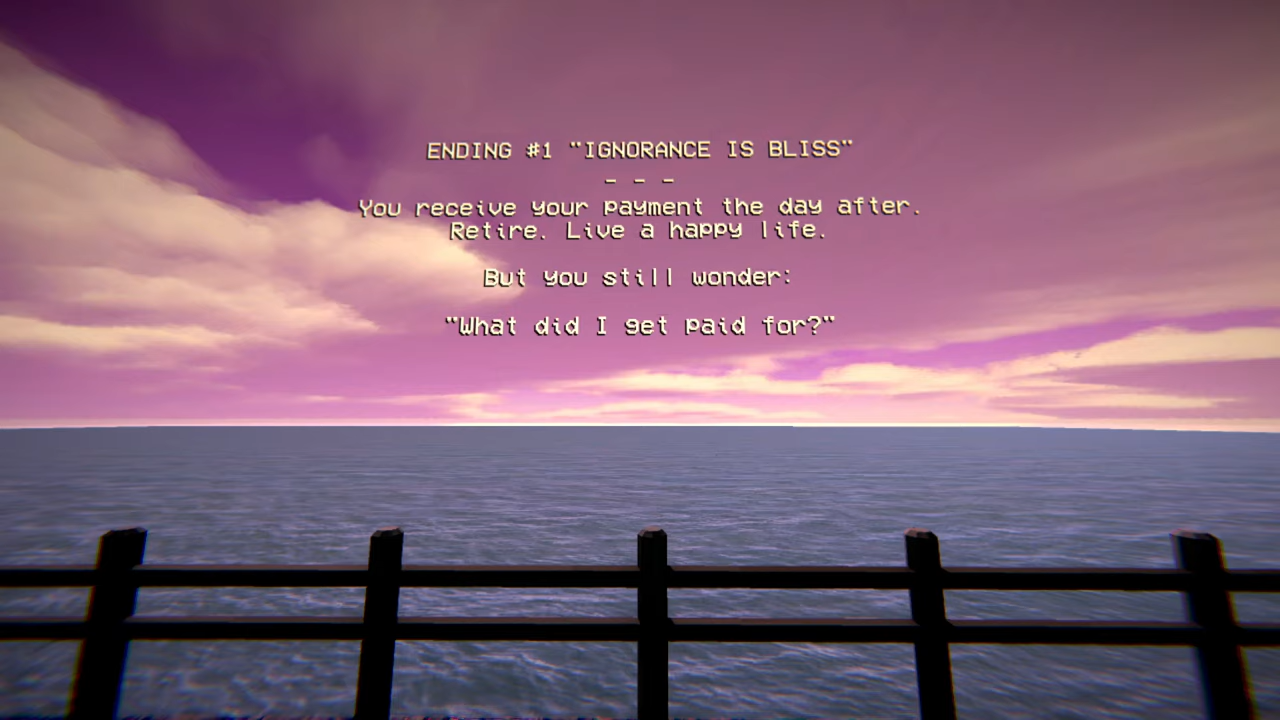 ENDING #1 "IGNORANCE IS BLISS"
- - -
You receive your payment the day after.
Retire. Live a happy life.
But you still wonder:
"What did I get paid for?"